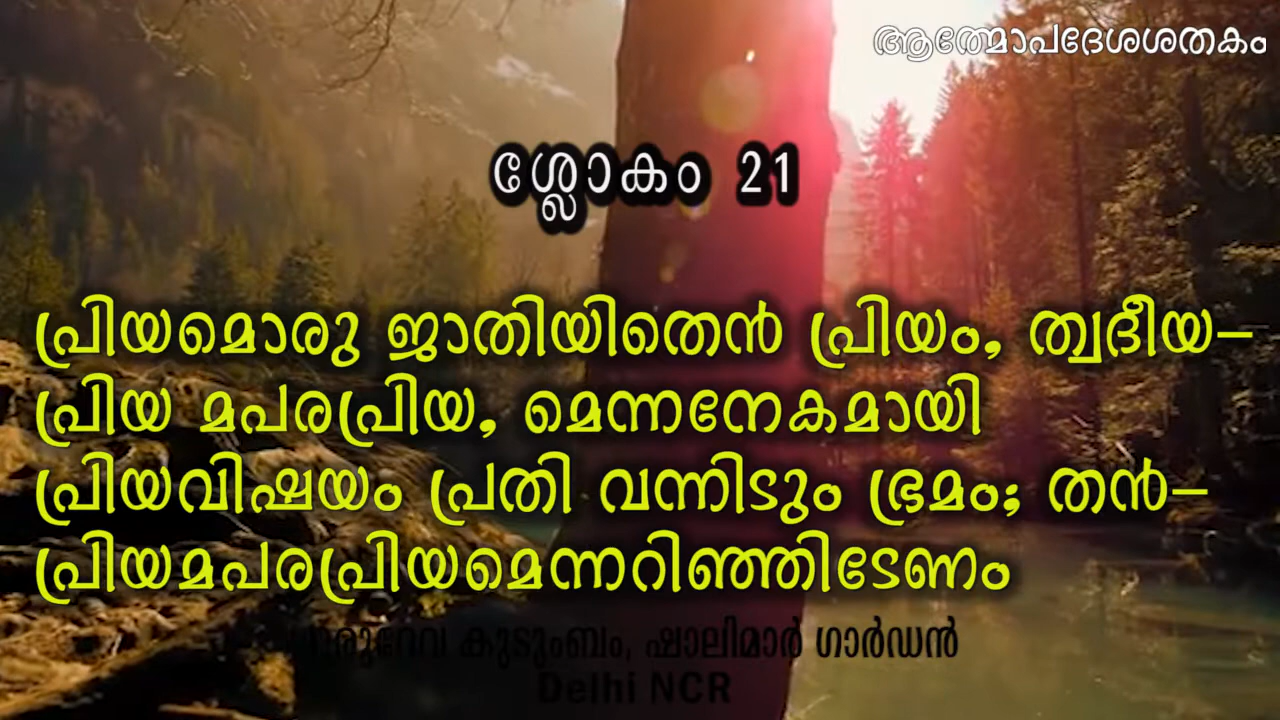 ആത്മോപദേശശതകം
ശ്ലോകം 21
പ്രിയമൊരു ജാതിയിതെൻ പ്രിയം, ത്വദീയ–
പ്രിയ മപരപ്രിയ, മെന്നനേകമായി
പ്രിയവിഷയം പ്രതി വന്നിടും ഭ്രമം; തൻ–
പ്രിയമപരപ്രിയമെന്നറിഞ്ഞിടേണം
ഗുരുദേവ കുടുംബം, ഷാലിമാർ ഗാർഡൻ
Delhi NCR